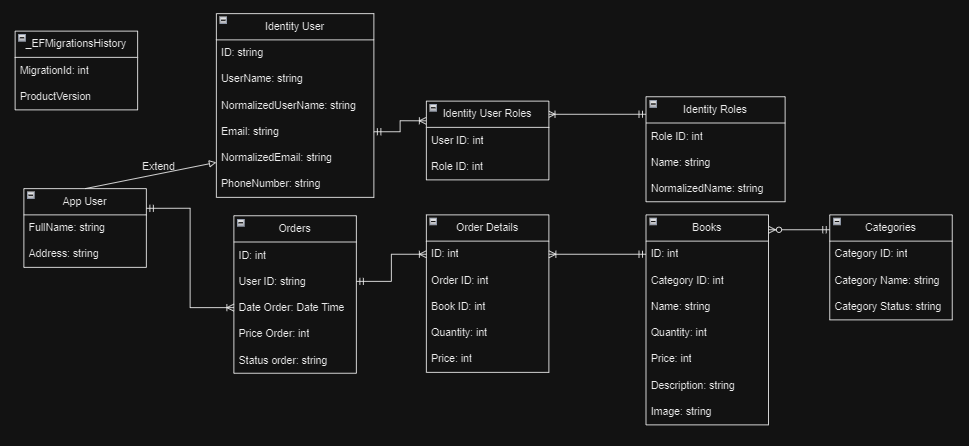 _EFMigrationsHistory
MigrationId: int
ProductVersion
Identity User
ID: string
UserName: string
NormalizedUserName: string
Email: string
NormalizedEmail: string
PhoneNumber: string
Identity User Roles
User ID: int
Role ID: int
Identity Roles
Role ID: int
Name: string
NormalizedName: string
Extend
App User
FullName: string
Address: string
Orders
ID: int
User ID: string
Date Order: Date Time
Price Order: int
Status order: string
Order Details
ID: int
Order ID: int
Book ID: int
Quantity: int
Price: int
Books
ID: int
Category ID: int
Name: string
Quantity: int
Price: int
Description: string
Image: string
Categories
Category ID: int
Category Name: string
Category Status: string